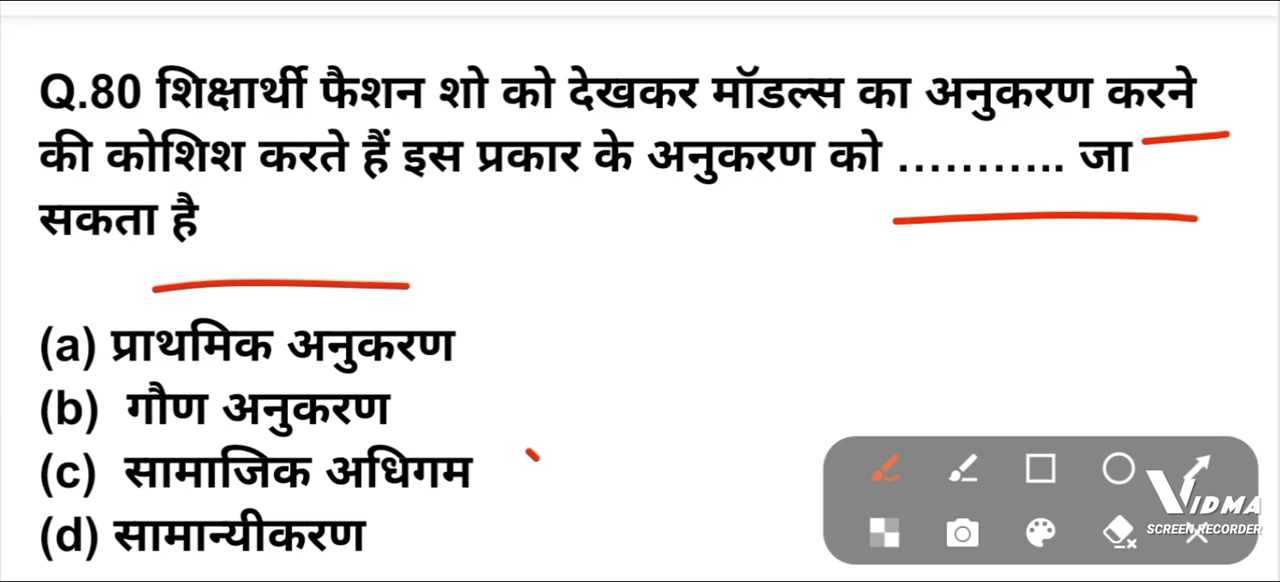 Q.80 शिक्षार्थी फैशन शो को देखकर मॉडल्स का अनुकरण करने
की कोशिश करते हैं इस प्रकार के अनुकरण को ........... जा
सकता है
(a) प्राथमिक अनुकरण
(b) गौण अनुकरण
(c) सामाजिक अधिगम
(d) सामान्यीकरण
VIDMA
SCREEN RECORDER